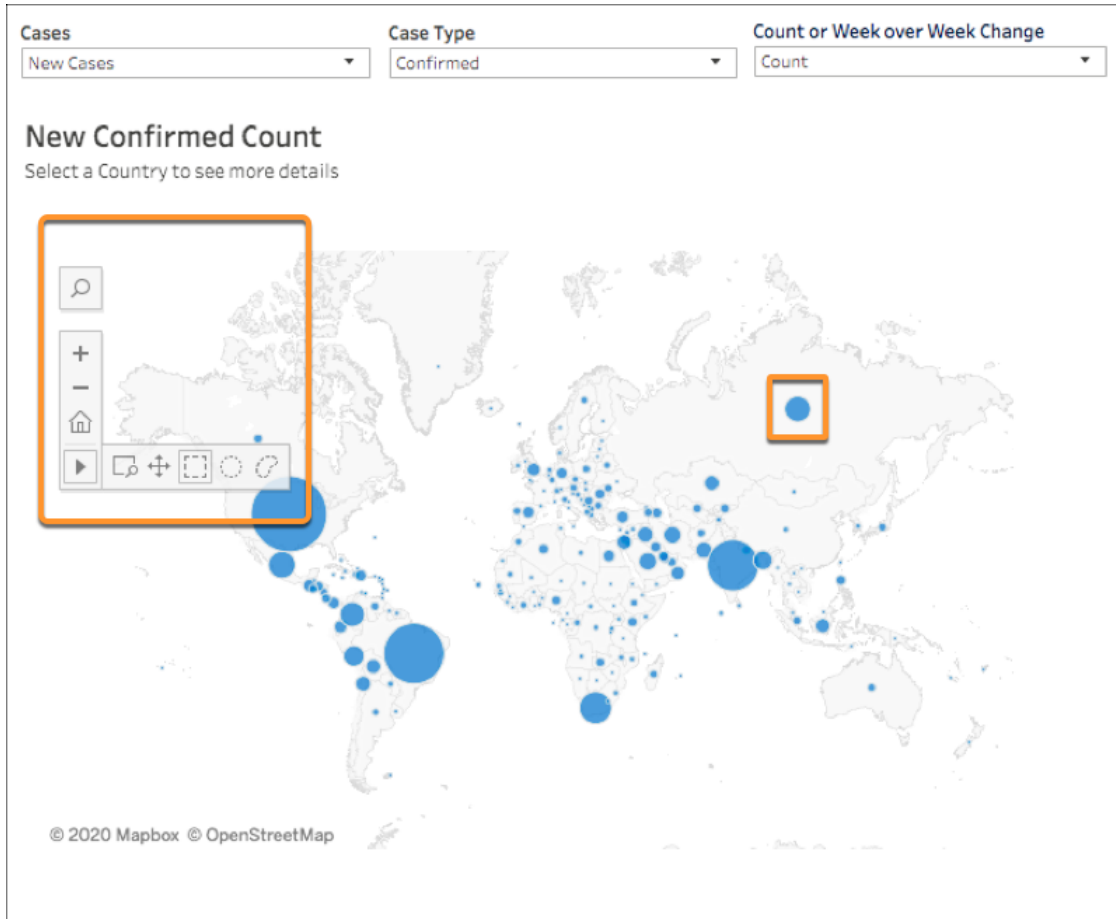 Cases
Case Type
Count or Week over Week Change
New Cases
Confirmed
Count
New Confirmed Count
Select a Country to see more details
© 2020 Mapbox © OpenStreetMap